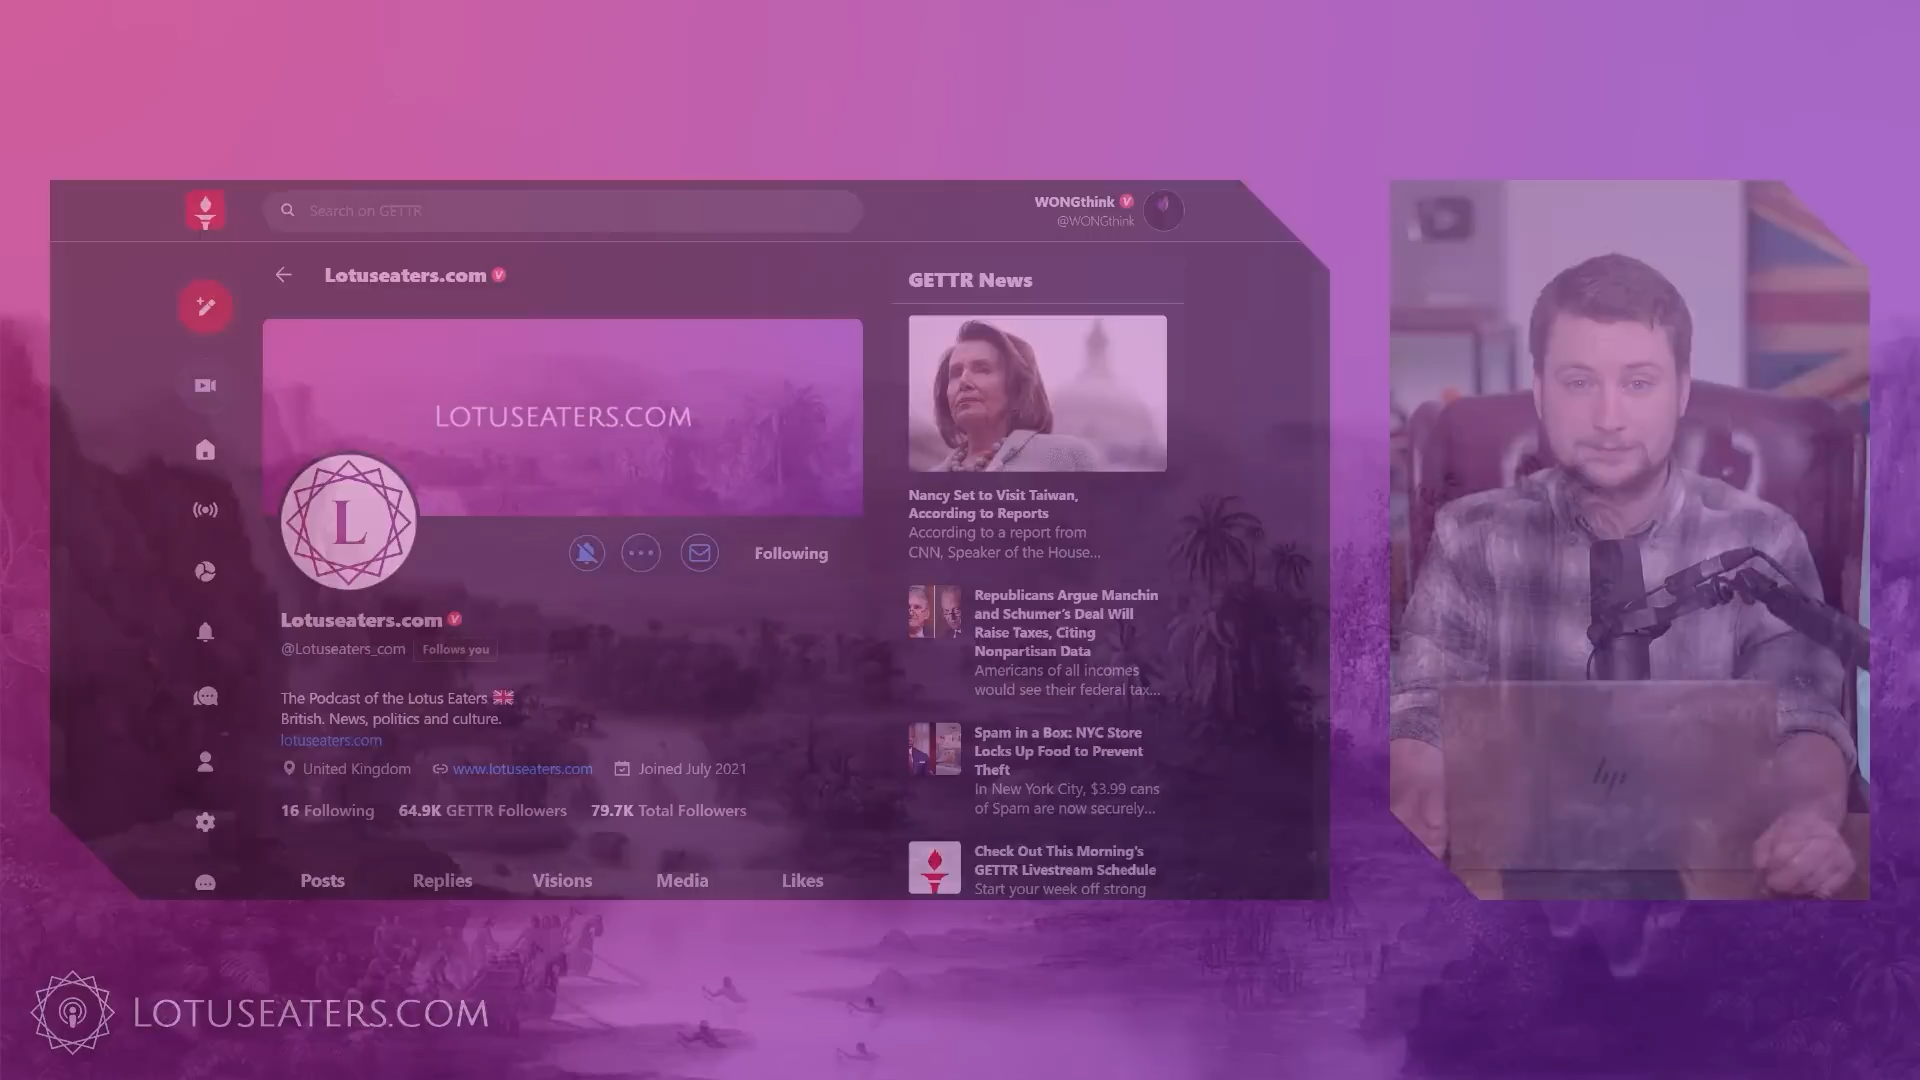 Search on GETTR
WONGthink
@WONGthink
Lotuseaters.com
LOTUSEATERS.COM
L
Following
Lotuseaters.com
@Lotuseaters_com Follows you
The Podcast of the Lotus Eaters
British. News, politics and culture.
lotuseaters.com
United Kingdom www.lotuseaters.com Joined July 2021
16 Following 64.9K GETTR Followers 79.7K Total Followers
Posts Replies Visions Media Likes
GETTR News
Nancy Set to Visit Taiwan,
According to Reports
According to a report from
CNN, Speaker of the House...
Republicans Argue Manchin
and Schumer's Deal Will
Raise Taxes, Citing
Nonpartisan Data
Americans of all incomes
would see their federal tax...
Spam in a Box: NYC Store
Locks Up Food to Prevent
Theft
In New York City, $3.99 cans
of Spam are now securely...
Check Out This Morning's
GETTR Livestream Schedule
Start your week off strong
hp
LOTUSEATERS.COM